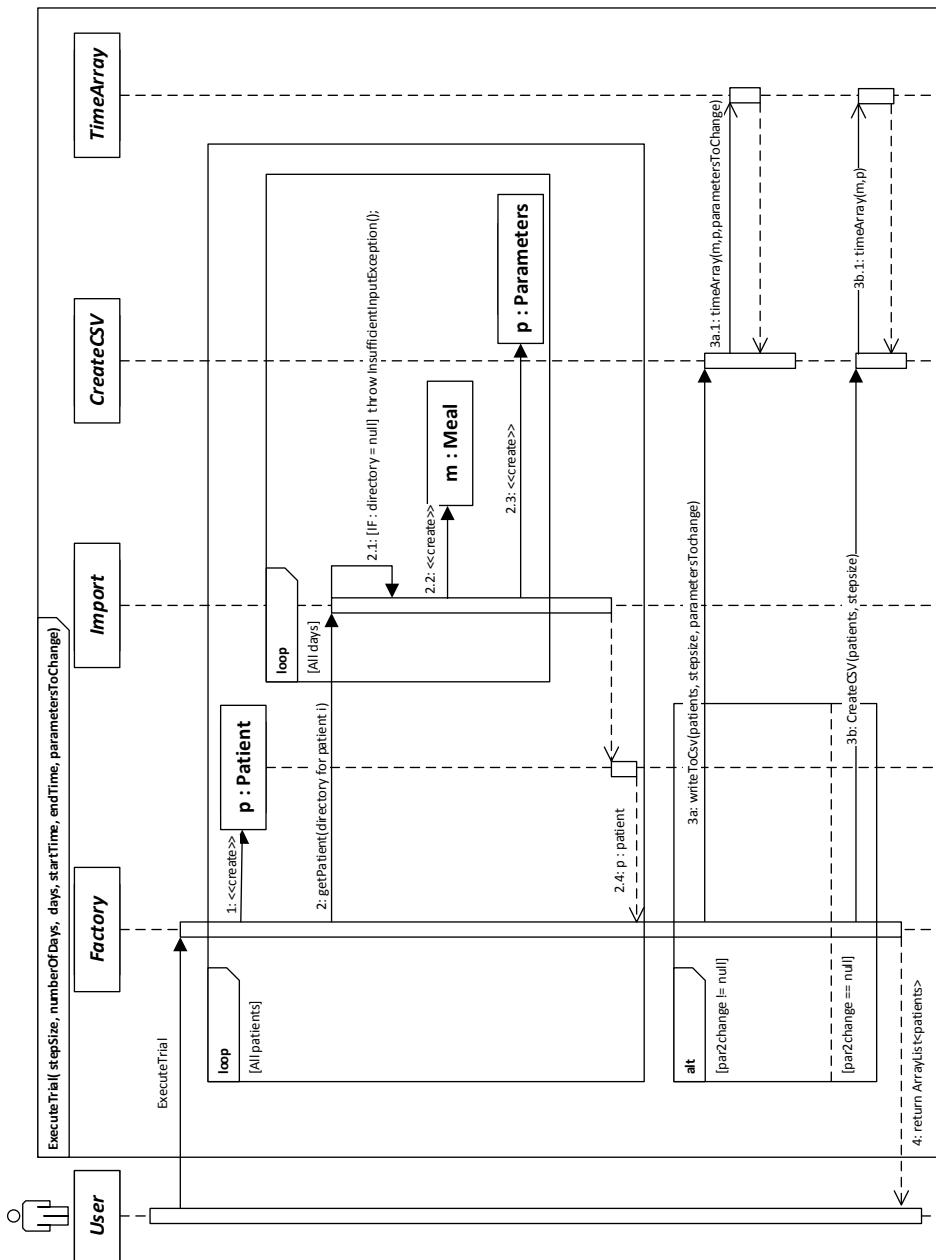 ExecuteTrial( stepSize, numberOfDays, days, startTime, endTime, parametersToChange)
User
Factory
Import
CreateCSV
TimeArray
ExecuteTrial
loop
[All patients]
1: <<create>>
p : Patient
2: getPatient(directory for patient i)
loop
[All days]
2.1: [IF : directory = null] throw InsufficientInputException();
2.2: <<create>>
m : Meal
2.3: <<create>>
p : Parameters
2.4: p : patient
alt
[par2change != null]
3a: writeToCsv(patients, stepsize, parametersTochange)
3a.1: timeArray(m,p,parametersToChange)
[par2change == null]
3b: CreateCSV(patients, stepsize)
3b.1: timeArray(m,p)
4: return ArrayList<patients>